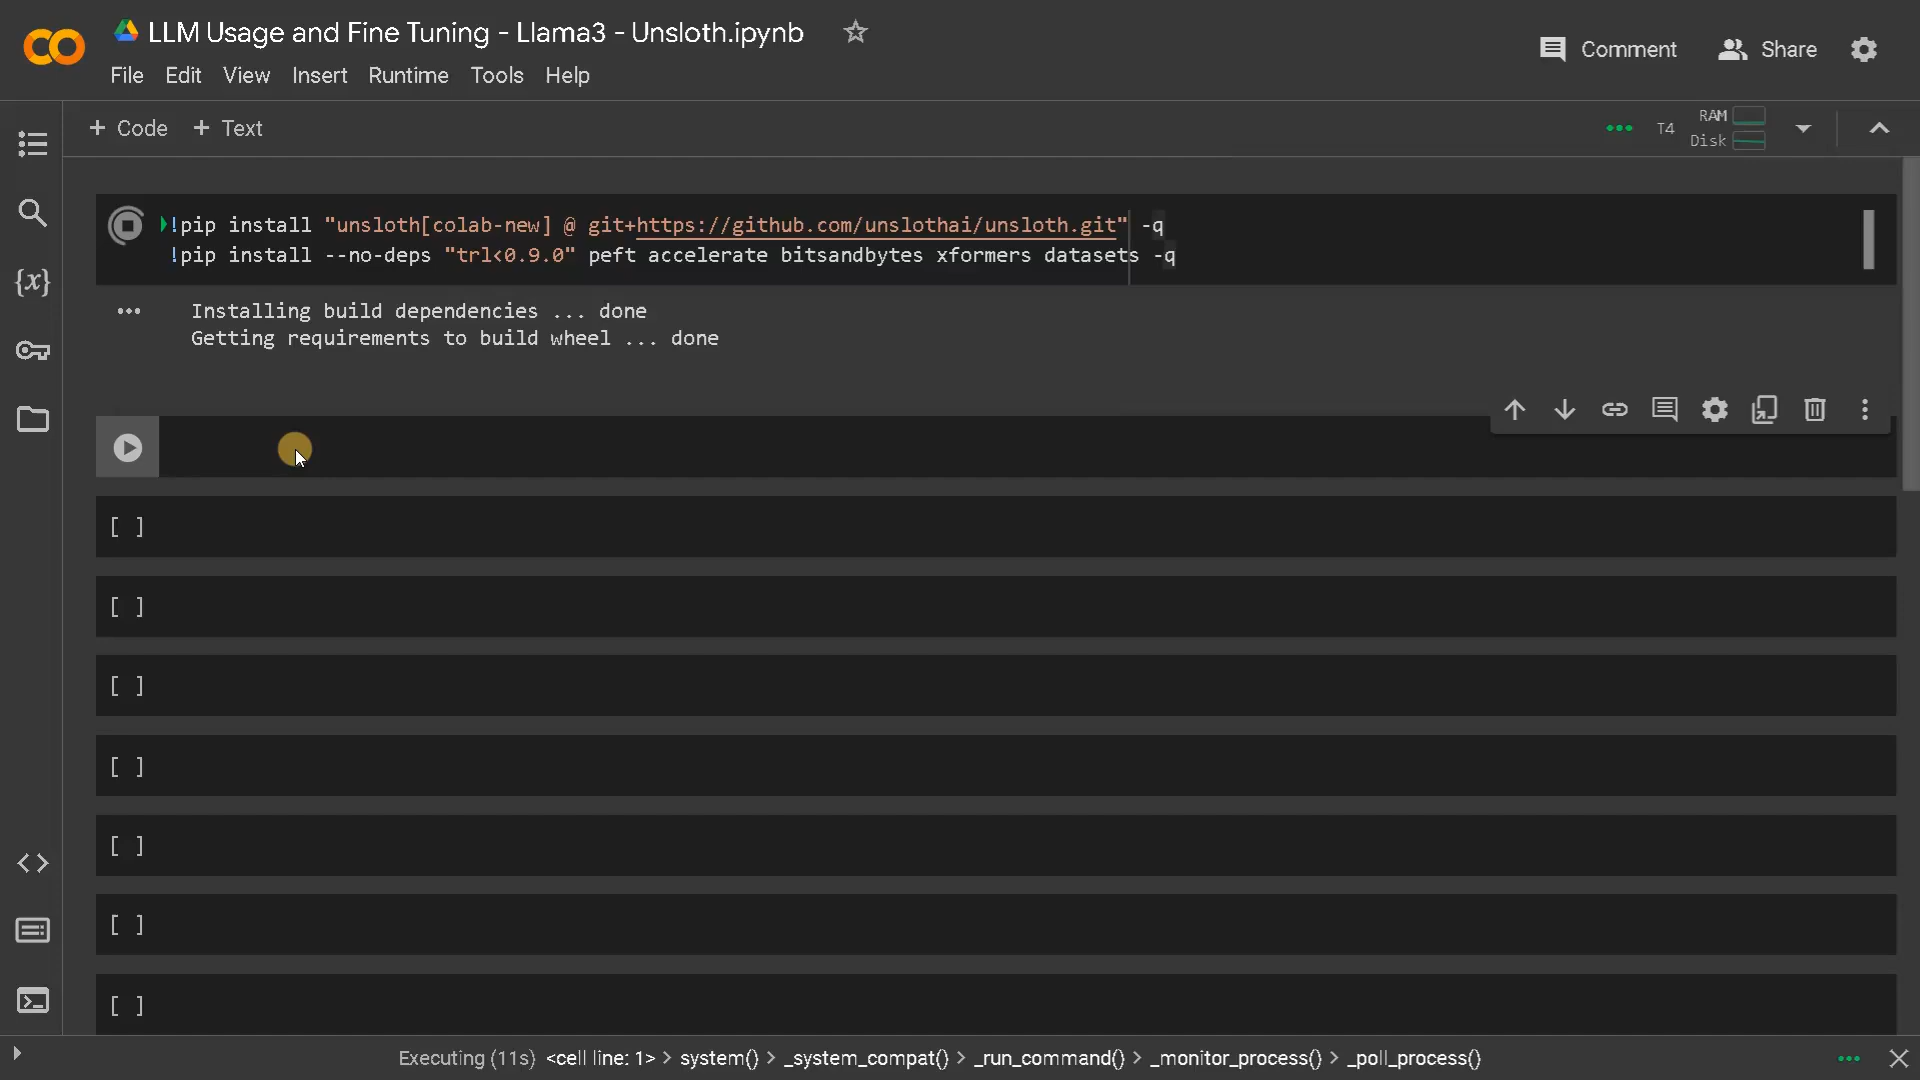 LLM Usage and Fine Tuning - Llama3 - Unsloth.ipynb
Comment
Share
File Edit View Insert Runtime Tools Help
+ Code + Text
T4
RAM
Disk
!pip install "unsloth[colab-new] @ git+https://github.com/unslothai/unsloth.git" -q
!pip install --no-deps "trl<0.9.0" peft accelerate bitsandbytes xformers datasets -q
Installing build dependencies ... done
Getting requirements to build wheel ... done
[ ]
[ ]
[ ]
[ ]
[ ]
[ ]
[ ]
Executing (11s) <cell line: 1> > system() > _system_compat() > _run_command() > _monitor_process() > _poll_process()